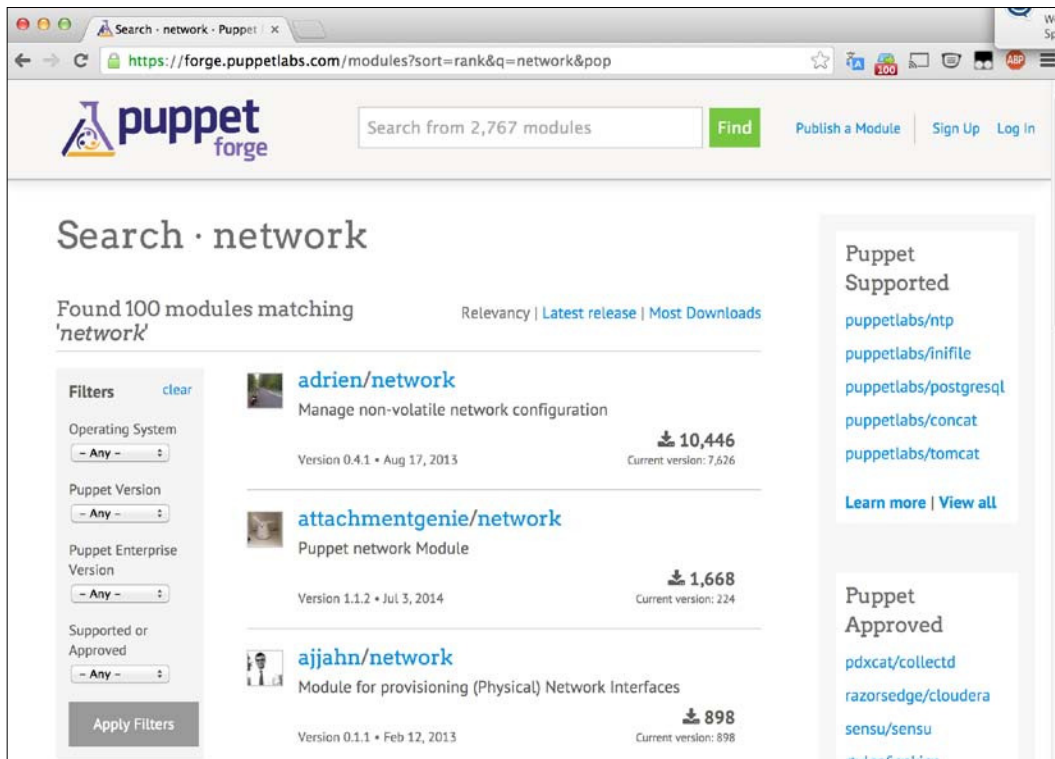 Search · network · Puppet
https://forge.puppetlabs.com/modules?sort=rank&q=network&pop
100
ABP
puppet
forge
Search from 2,767 modules
Find
Publish a Module
Sign Up
Log In
Search · network
Found 100 modules matching
'network'
Relevancy | Latest release | Most Downloads
Filters
clear
Operating System
– Any –
Puppet Version
– Any –
Puppet Enterprise
Version
– Any –
Supported or
Approved
– Any –
Apply Filters
adrien/network
Manage non-volatile network configuration
10,446
Version 0.4.1 • Aug 17, 2013
Current version: 7,626
attachmentgenie/network
Puppet network Module
1,668
Version 1.1.2 • Jul 3, 2014
Current version: 224
ajjahn/network
Module for provisioning (Physical) Network Interfaces
898
Version 0.1.1 • Feb 12, 2013
Current version: 898
Puppet
Supported
puppetlabs/ntp
puppetlabs/inifile
puppetlabs/postgresql
puppetlabs/concat
puppetlabs/tomcat
Learn more | View all
Puppet
Approved
pdxcat/collectd
razorsedge/cloudera
sensu/sensu